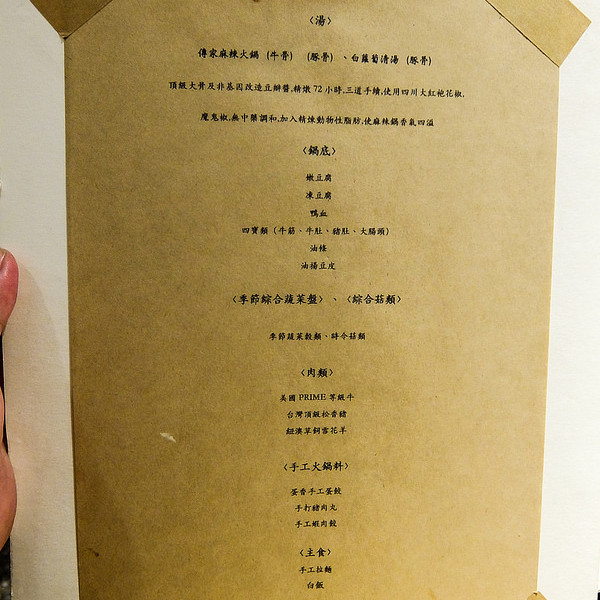 〈湯〉
傳家麻辣火鍋 (牛骨) (豚骨) 、白蘿蔔清湯 (豚骨)
頂級大骨及非基因改造豆瓣醬,精燉 72 小時,三道手續,使用四川大紅袍花椒,
魔鬼椒,無中藥調和,加入精煉動物性脂肪,使麻辣鍋香氣四溢
〈鍋底〉
嫩豆腐
凍豆腐
鴨血
四寶類 (牛筋、牛肚、豬肚、大腸頭)
油條
油揚豆皮
〈季節綜合蔬菜盤〉、〈綜合菇類〉
季節蔬菜穀類、時令菇類
〈肉類〉
美國 PRIME 等級牛
台灣頂級松香豬
紐澳草飼雪花羊
〈手工火鍋料〉
蛋香手工蛋餃
手打豬肉丸
手工蝦肉餃
〈主食〉
手工拉麵
白飯